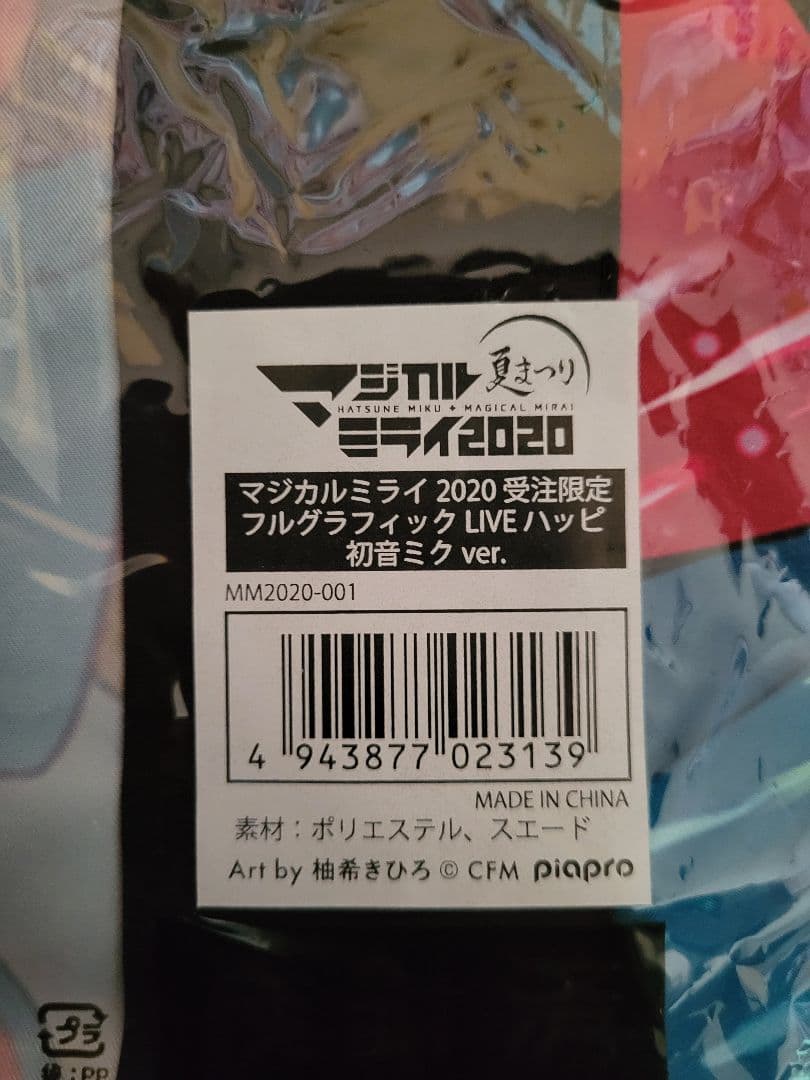 マジカル 夏まつり
HATSUNE MIKU + MAGICAL MIRAI
ミライ2020
マジカルミライ 2020 受注限定
フルグラフィック LIVE ハッピ
初音ミク ver.
MM2020-001
4 943877 023139
MADE IN CHINA
素材：ポリエステル、スエード
Art by 柚希きひろ © CFM piapro
プラ
袋：PP